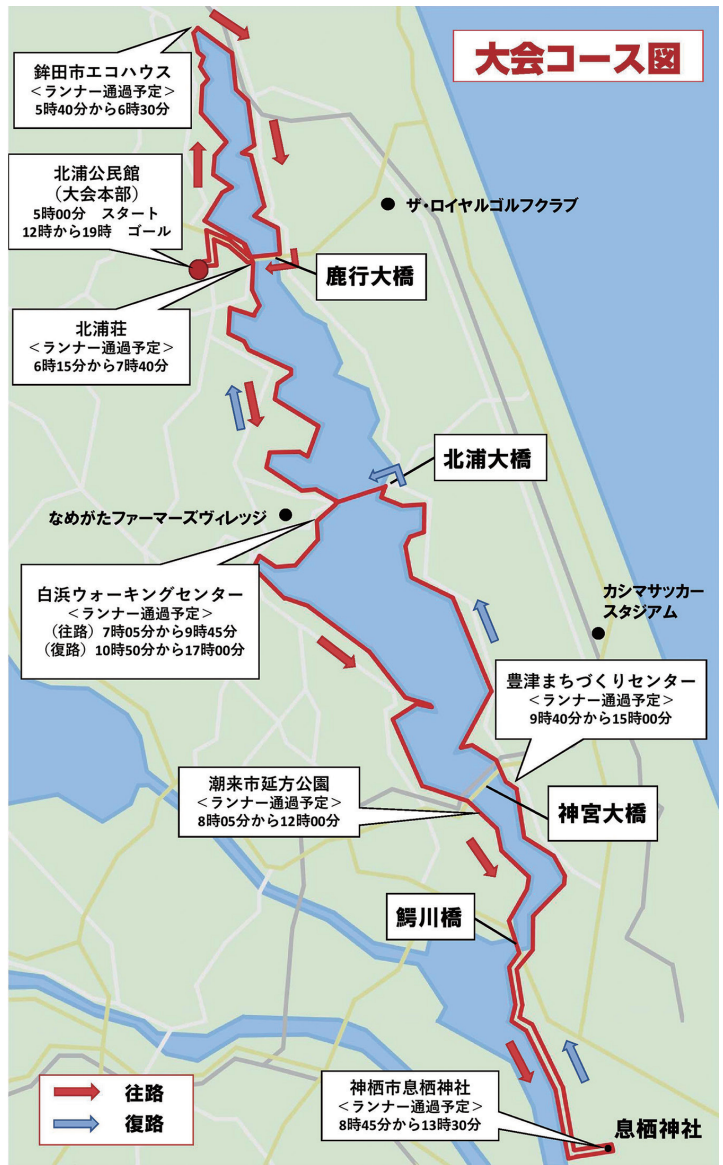 大会コース図
鉾田市エコハウス
＜ランナー通過予定＞
5時40分から6時30分
北浦公民館
（大会本部）
5時00分　スタート
12時から19時　ゴール
ザ・ロイヤルゴルフクラブ
鹿行大橋
北浦荘
＜ランナー通過予定＞
6時15分から7時40分
北浦大橋
なめがたファーマーズヴィレッジ
白浜ウォーキングセンター
＜ランナー通過予定＞
（往路）7時05分から9時45分
（復路）10時50分から17時00分
カシマサッカー
スタジアム
豊津まちづくりセンター
＜ランナー通過予定＞
9時40分から15時00分
潮来市延方公園
＜ランナー通過予定＞
8時05分から12時00分
神宮大橋
鰐川橋
神栖市息栖神社
＜ランナー通過予定＞
8時45分から13時30分
息栖神社
往路
復路